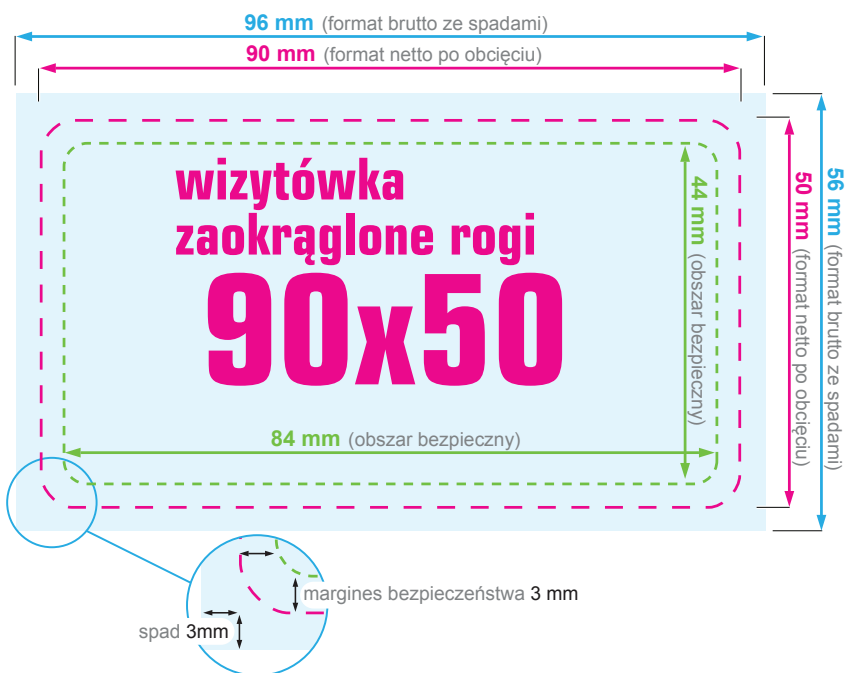 96 mm (format brutto ze spadami)
90 mm (format netto po obcięciu)
wizytówka
zaokrąglone rogi
90x50
44 mm (obszar bezpieczny)
50 mm (format netto po obcięciu)
56 mm (format brutto ze spadami)
84 mm (obszar bezpieczny)
margines bezpieczeństwa 3 mm
spad 3mm